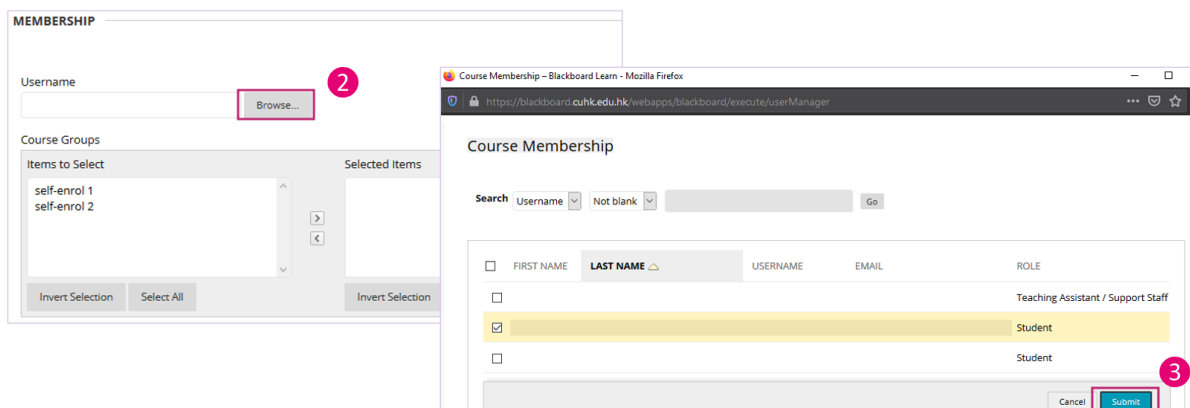 MEMBERSHIP
Username
Browse...
2
Course Groups
Items to Select
Selected Items
self-enrol 1
self-enrol 2
Invert Selection
Select All
Invert Selection
Course Membership – Blackboard Learn - Mozilla Firefox
https://blackboard.cuhk.edu.hk/webapps/blackboard/execute/userManager
Course Membership
Search Username Not blank Go
FIRST NAME LAST NAME USERNAME EMAIL ROLE
Teaching Assistant / Support Staff
Student
Student
3
Cancel Submit